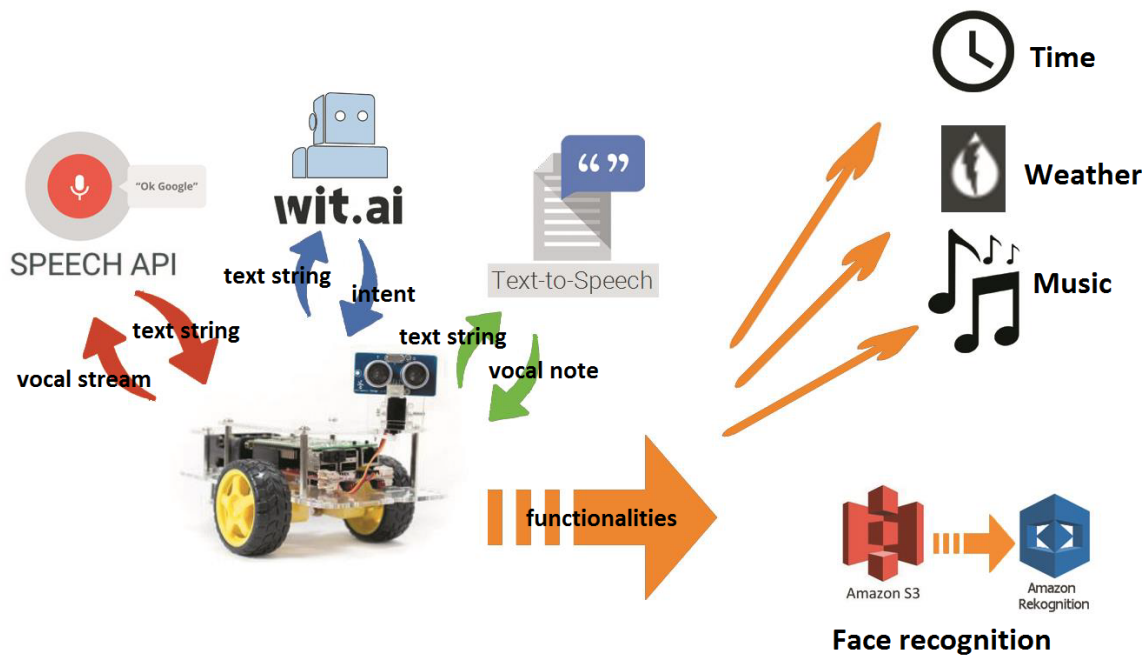 Time
Weather
Music
"Ok Google"
SPEECH API
wit.ai
“ ”
Text-to-Speech
text string
intent
text string
vocal stream
text string
vocal note
functionalities
Amazon S3
Amazon
Rekognition
Face recognition